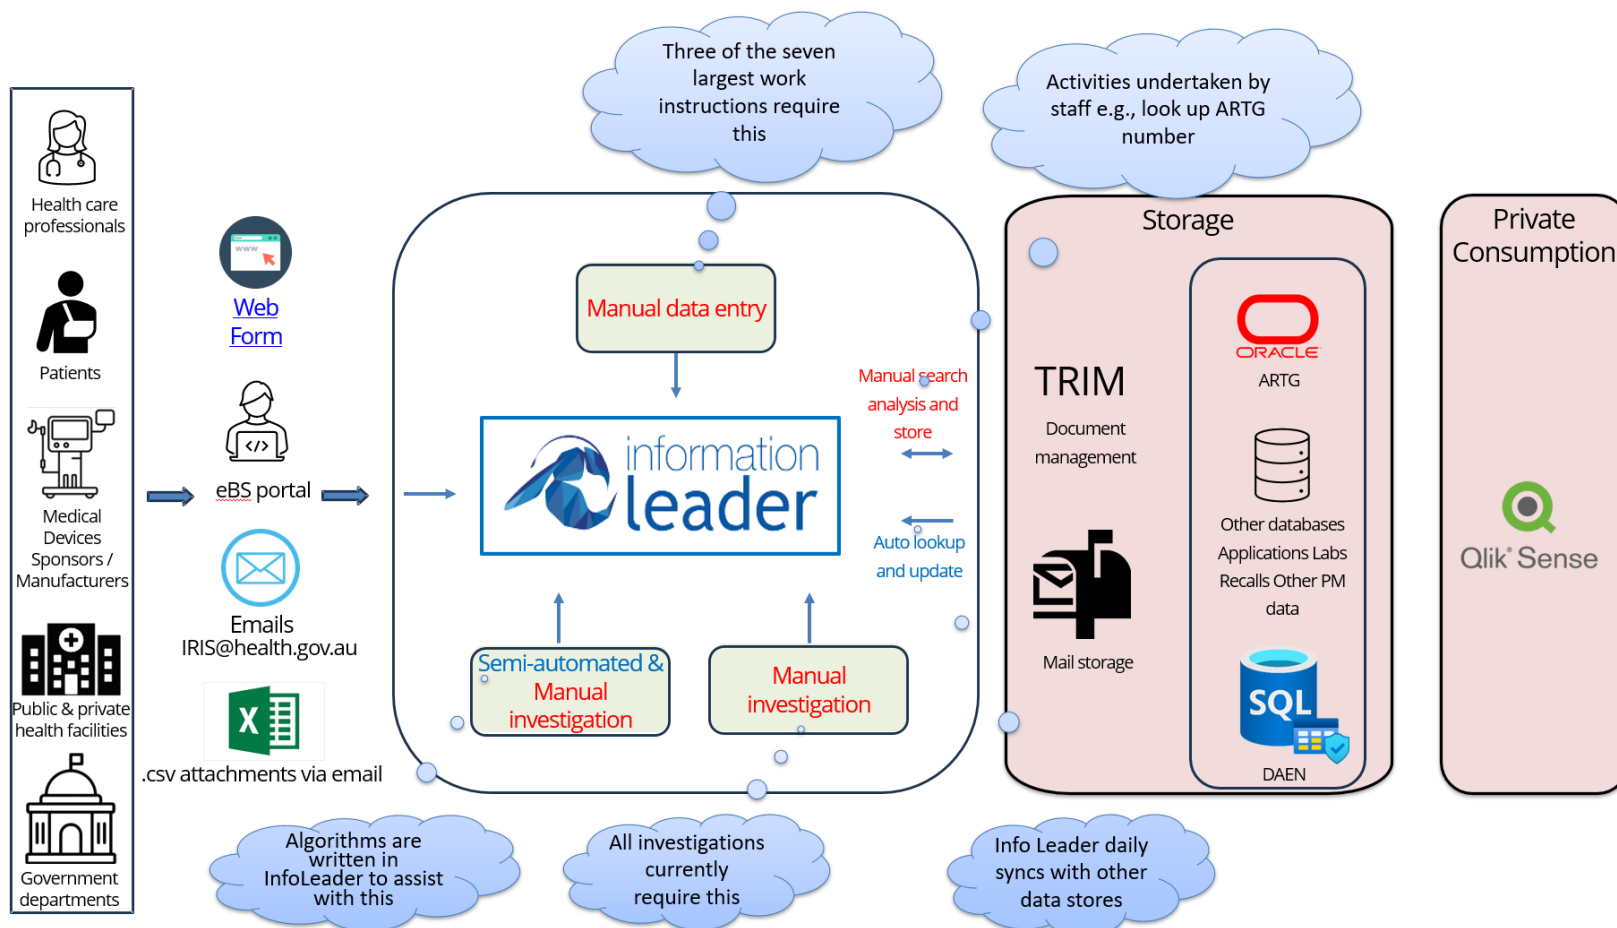 Three of the seven
largest work
instructions require
this
Activities undertaken by
staff e.g., look up ARTG
number
Health care
professionals
Patients
Medical
Devices
Sponsors /
Manufacturers
Public & private
health facilities
Government
departments
www
Web
Form
eBS portal
Emails
IRIS@health.gov.au
X
.csv attachments via email
Manual data entry
information
leader
Manual search
analysis and
store
Auto lookup
and update
Semi-automated &
Manual
investigation
Manual
investigation
Storage
TRIM
Document
management
Mail storage
ORACLE
ARTG
Other databases
Applications Labs
Recalls Other PM
data
SQL
DAEN
Private
Consumption
Qlik® Sense
Algorithms are
written in
InfoLeader to assist
with this
All investigations
currently
require this
Info Leader daily
syncs with other
data stores